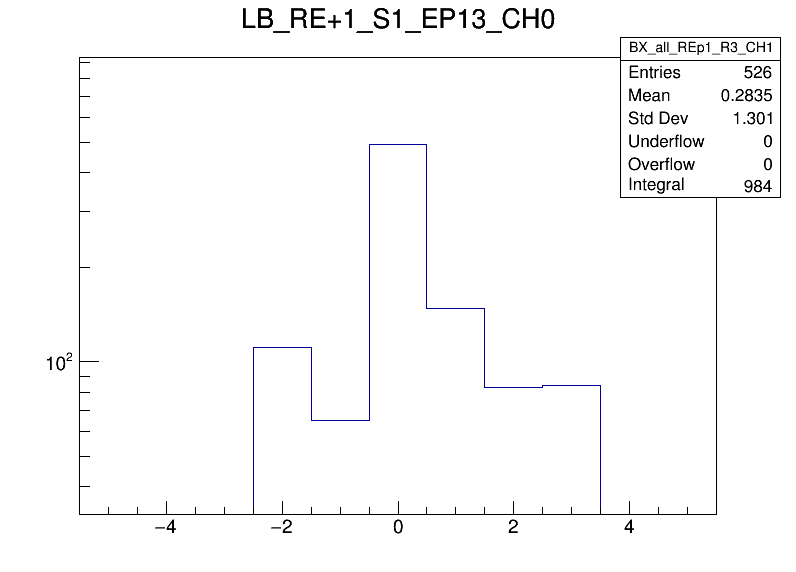 LB_RE+1_S1_EP13_CH0
BX_all_REp1_R3_CH1
Entries 526
Mean 0.2835
Std Dev 1.301
Underflow 0
Overflow 0
Integral 984
10²
−4 −2 0 2 4